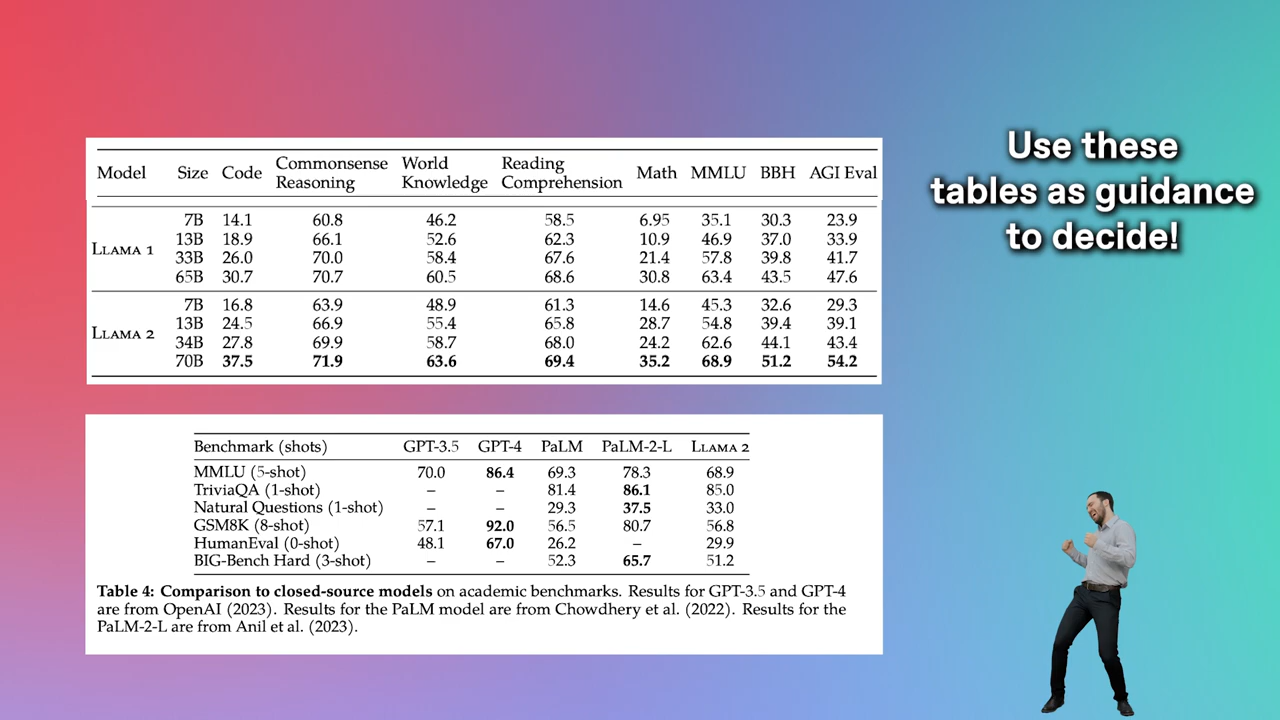 Use these
tables as guidance
to decide!
Model Size Code Commonsense Reasoning World Knowledge Reading Comprehension Math MMLU BBH AGI Eval
LLAMA 1
7B 14.1 60.8 46.2 58.5 6.95 35.1 30.3 23.9
13B 18.9 66.1 52.6 62.3 10.9 46.9 37.0 33.9
33B 26.0 70.0 58.4 67.6 21.4 57.8 39.8 41.7
65B 30.7 70.7 60.5 68.6 30.8 63.4 43.5 47.6
LLAMA 2
7B 16.8 63.9 48.9 61.3 14.6 45.3 32.6 29.3
13B 24.5 66.9 55.4 65.8 28.7 54.8 39.4 39.1
34B 27.8 69.9 58.7 68.0 24.2 62.6 44.1 43.4
70B 37.5 71.9 63.6 69.4 35.2 68.9 51.2 54.2
Benchmark (shots) GPT-3.5 GPT-4 PaLM PaLM-2-L LLAMA 2
MMLU (5-shot) 70.0 86.4 69.3 78.3 68.9
TriviaQA (1-shot) – – 81.4 86.1 85.0
Natural Questions (1-shot) – – 29.3 37.5 33.0
GSM8K (8-shot) 57.1 92.0 56.5 80.7 56.8
HumanEval (0-shot) 48.1 67.0 26.2 – 29.9
BIG-Bench Hard (3-shot) – – 52.3 65.7 51.2
Table 4: Comparison to closed-source models on academic benchmarks. Results for GPT-3.5 and GPT-4
are from OpenAI (2023). Results for the PaLM model are from Chowdhery et al. (2022). Results for the
PaLM-2-L are from Anil et al. (2023).